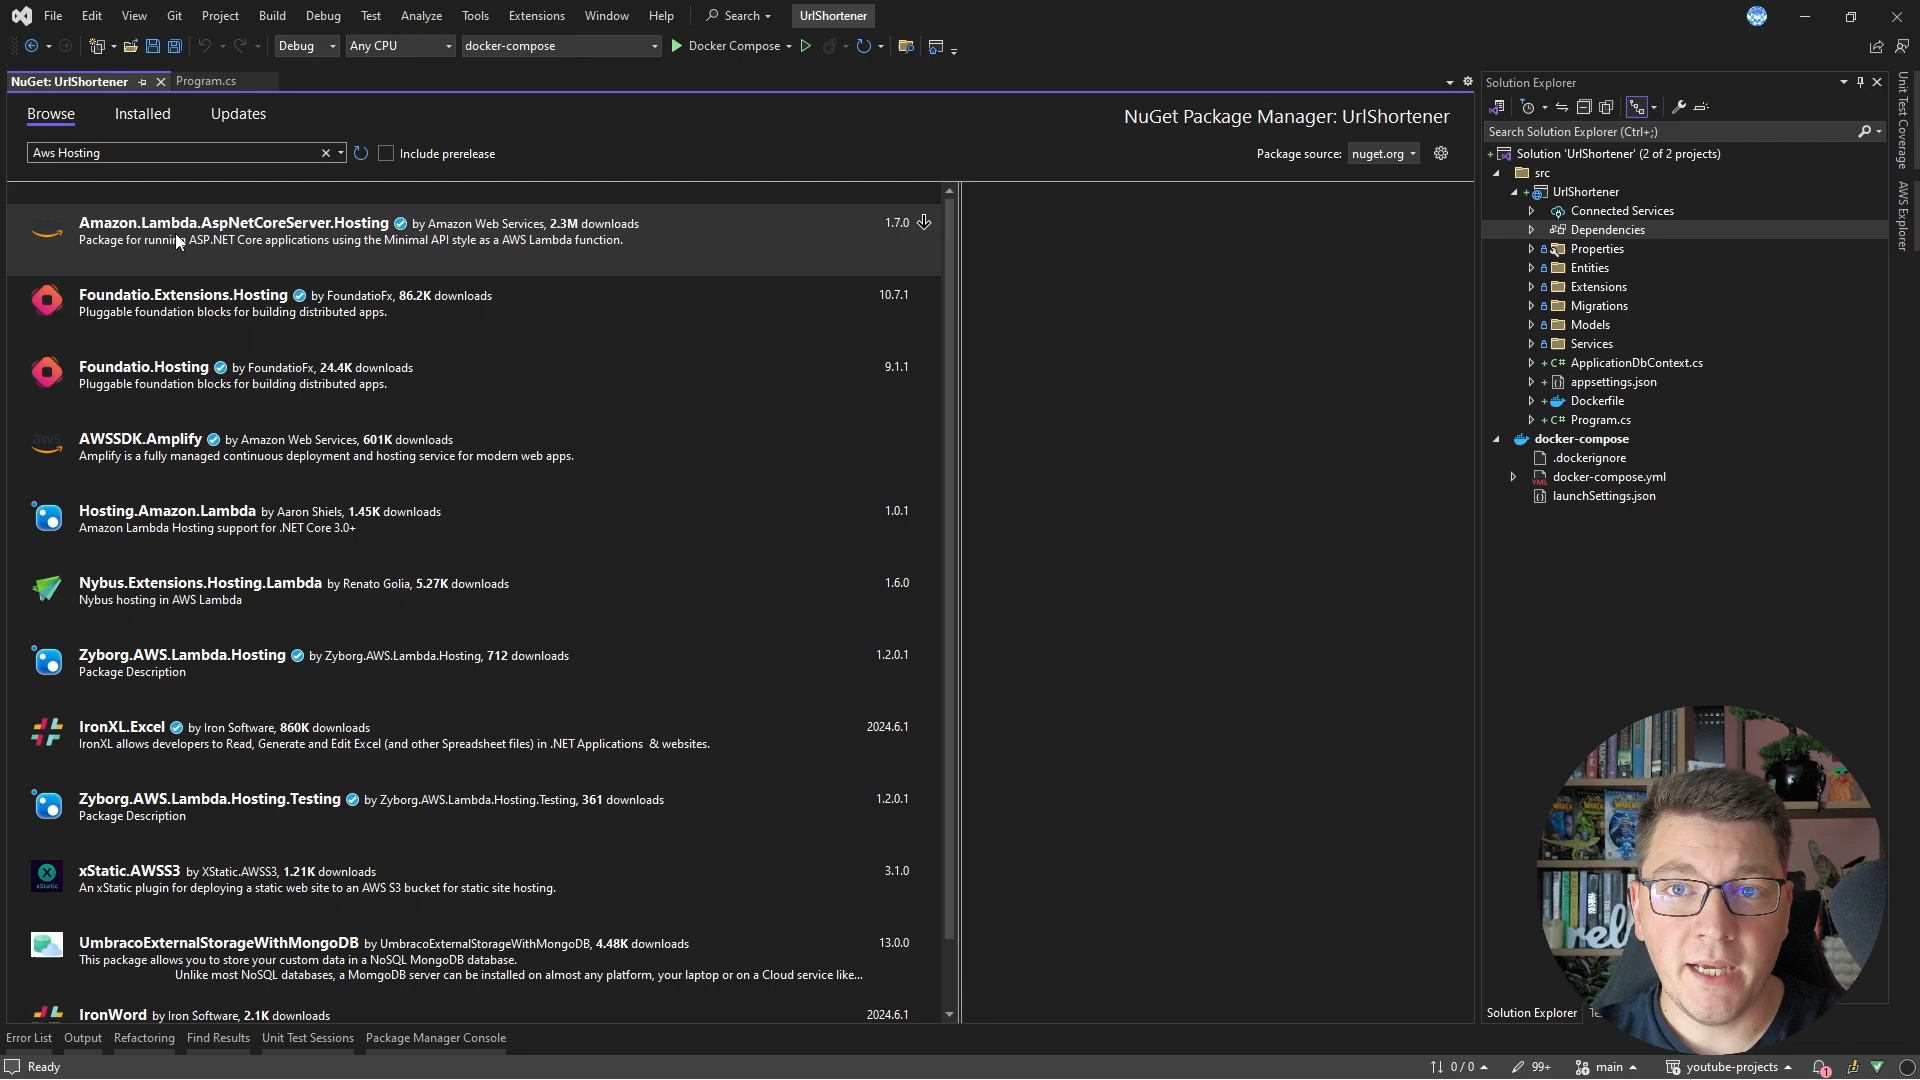 File Edit View Git Project Build Debug Test Analyze Tools Extensions Window Help Search UrlShortener
Debug Any CPU docker-compose Docker Compose
NuGet: UrlShortener Program.cs
Browse Installed Updates
NuGet Package Manager: UrlShortener
Aws Hosting Include prerelease
Package source: nuget.org
Amazon.Lambda.AspNetCoreServer.Hosting by Amazon Web Services, 2.3M downloads 1.7.0
Package for running ASP.NET Core applications using the Minimal API style as a AWS Lambda function.
Foundatio.Extensions.Hosting by FoundatioFx, 86.2K downloads 10.7.1
Pluggable foundation blocks for building distributed apps.
Foundatio.Hosting by FoundatioFx, 24.4K downloads 9.1.1
Pluggable foundation blocks for building distributed apps.
aws
AWSSDK.Amplify by Amazon Web Services, 601K downloads 3.7.301.92
Amplify is a fully managed continuous deployment and hosting service for modern web apps.
Hosting.Amazon.Lambda by Aaron Shiels, 1.45K downloads 1.0.1
Amazon Lambda Hosting support for .NET Core 3.0+
Nybus.Extensions.Hosting.Lambda by Renato Golia, 5.27K downloads 1.6.0
Nybus hosting in AWS Lambda
Zyborg.AWS.Lambda.Hosting by Zyborg.AWS.Lambda.Hosting, 712 downloads 1.2.0.1
Package Description
IronXL.Excel by Iron Software, 860K downloads 2024.6.1
IronXL allows developers to Read, Generate and Edit Excel (and other Spreadsheet files) in .NET Applications & websites.
Zyborg.AWS.Lambda.Hosting.Testing by Zyborg.AWS.Lambda.Hosting.Testing, 361 downloads 1.2.0.1
Package Description
xStatic
xStatic.AWSS3 by XStatic.AWSS3, 1.21K downloads 3.1.0
An xStatic plugin for deploying a static web site to an AWS S3 bucket for static site hosting.
UmbracoExternalStorageWithMongoDB by UmbracoExternalStorageWithMongoDB, 4.48K downloads 13.0.0
This package allows you to store your custom data in a NoSQL MongoDB database.
Unlike most NoSQL databases, a MomgoDB server can be installed on almost any platform, your laptop or on a Cloud service like...
IronWord by Iron Software, 2.1K downloads 2024.6.1
Solution Explorer
Search Solution Explorer (Ctrl+;)
Solution 'UrlShortener' (2 of 2 projects)
src
UrlShortener
Connected Services
Dependencies
Properties
Entities
Extensions
Migrations
Models
Services
C# ApplicationDbContext.cs
appsettings.json
Dockerfile
C# Program.cs
docker-compose
.dockerignore
YML docker-compose.yml
launchSettings.json
Unit Test Coverage
AWS Explorer
Solution Explorer
Error List Output Refactoring Find Results Unit Test Sessions Package Manager Console
Ready 0 / 0 99+ main youtube-projects 1